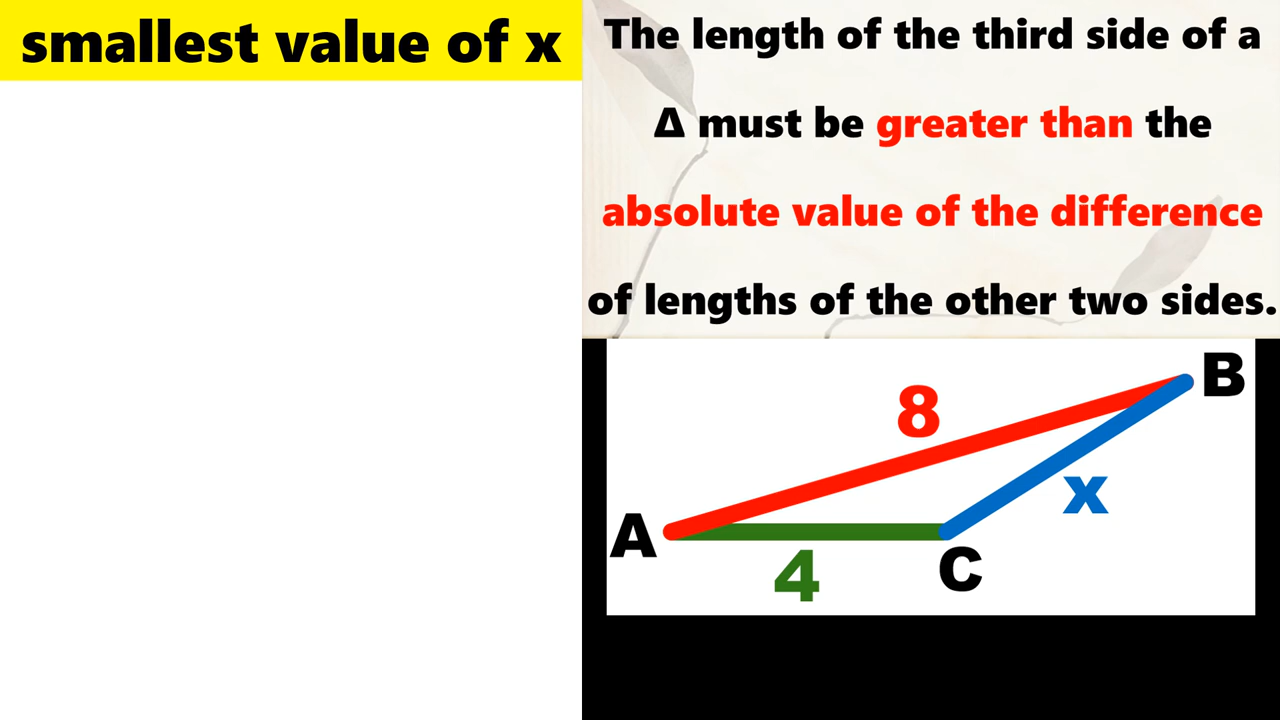 smallest value of x
The length of the third side of a
Δ must be greater than the
absolute value of the difference
of lengths of the other two sides.
8
B
x
A
4
C